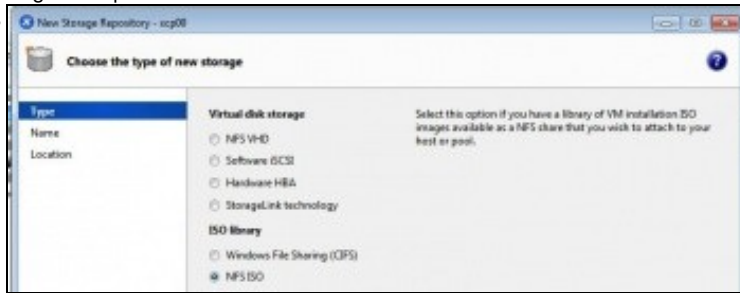 New Storage Repository - xcp08
Choose the type of new storage
Type
Name
Location
Virtual disk storage
NFS VHD
Software iSCSI
Hardware HBA
StorageLink technology
ISO library
Windows File Sharing (CIFS)
NFS ISO
Select this option if you have a library of VM installation ISO
images available as a NFS share that you wish to attach to your
host or pool.